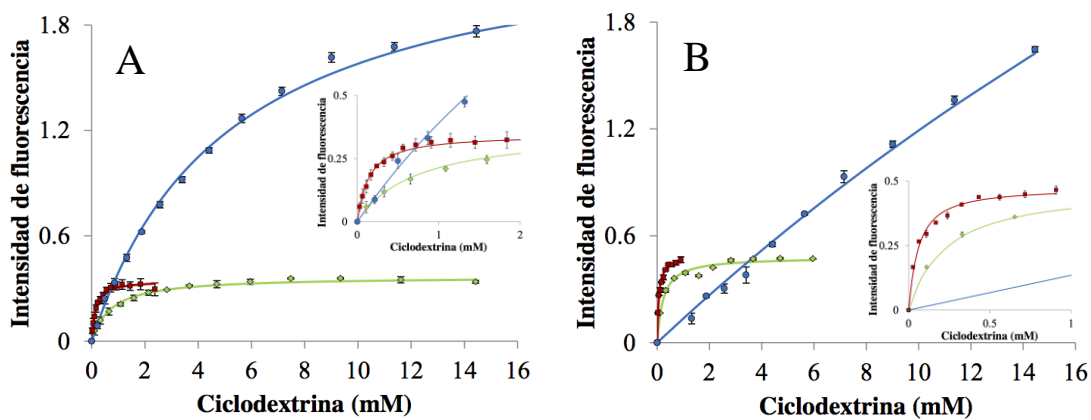 A
Intensidad de fluorescencia
1.8
1.2
0.6
0
0 2 4 6 8 10 12 14 16
Ciclodextrina (mM)
Intensidad de fluorescencia
0.5
0.25
0
0 1 2
Ciclodextrina (mM)
B
Intensidad de fluorescencia
1.8
1.2
0.6
0
0 2 4 6 8 10 12 14 16
Ciclodextrina (mM)
Intensidad de fluorescencia
0.5
0.25
0
0 0.5 1
Ciclodextrina (mM)